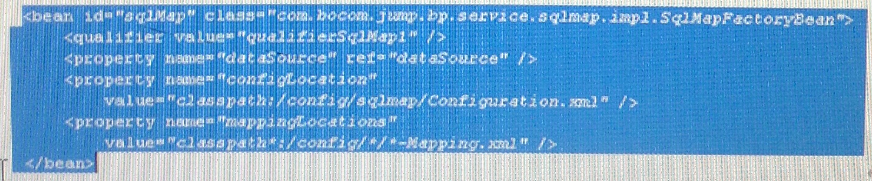 <bean id="sqlMap" class="com.bocom.jump.bp.service.sqlmap.impl.SqlMapFactoryBean">
<qualifier value="qualifierSqlMap1" />
<property name="dataSource" ref="dataSource" />
<property name="configLocation"
value="classpath:/config/sqlmap/Configuration.xml" />
<property name="mappingLocations"
value="classpath*:/config/*/*-Mapping.xml" />
</bean>